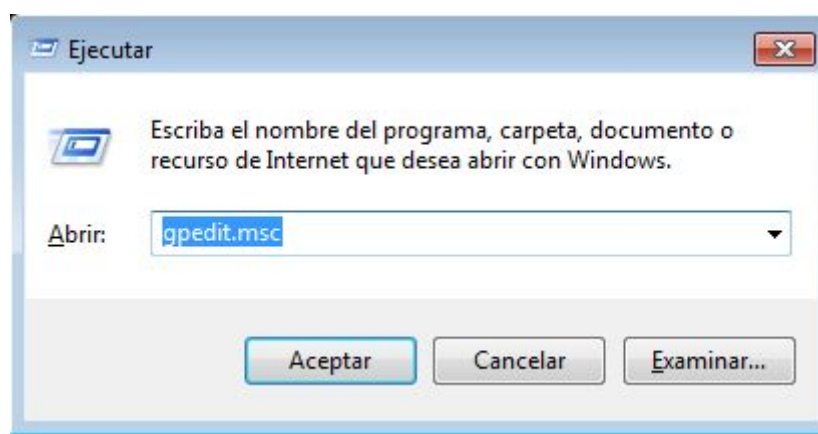 Ejecutar
Escriba el nombre del programa, carpeta, documento o
recurso de Internet que desea abrir con Windows.
Abrir: gpedit.msc
Aceptar Cancelar Examinar...